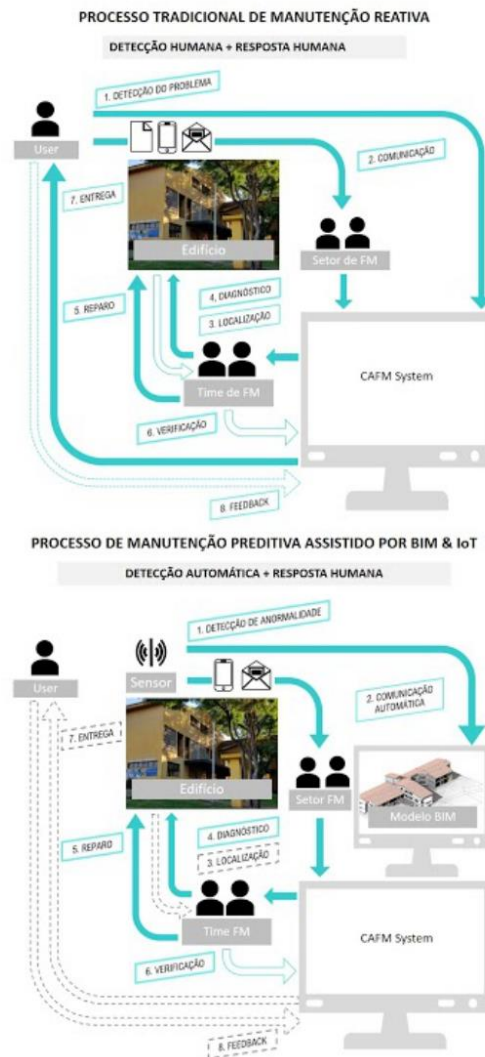 PROCESSO TRADICIONAL DE MANUTENÇÃO REATIVA
DETECÇÃO HUMANA + RESPOSTA HUMANA
1. DETECÇÃO DO PROBLEMA
User
2. COMUNICAÇÃO
7. ENTREGA
Edifício
Setor de FM
4. DIAGNÓSTICO
5. REPARO
3. LOCALIZAÇÃO
CAFM System
Time de FM
6. VERIFICAÇÃO
8. FEEDBACK
PROCESSO DE MANUTENÇÃO PREDITIVA ASSISTIDO POR BIM & IoT
DETECÇÃO AUTOMÁTICA + RESPOSTA HUMANA
1. DETECÇÃO DE ANORMALIDADE
User
Sensor
2. COMUNICAÇÃO
AUTOMÁTICA
7. ENTREGA
Edifício
Setor FM
Modelo BIM
4. DIAGNÓSTICO
5. REPARO
3. LOCALIZAÇÃO
Time FM
CAFM System
6. VERIFICAÇÃO
8. FEEDBACK